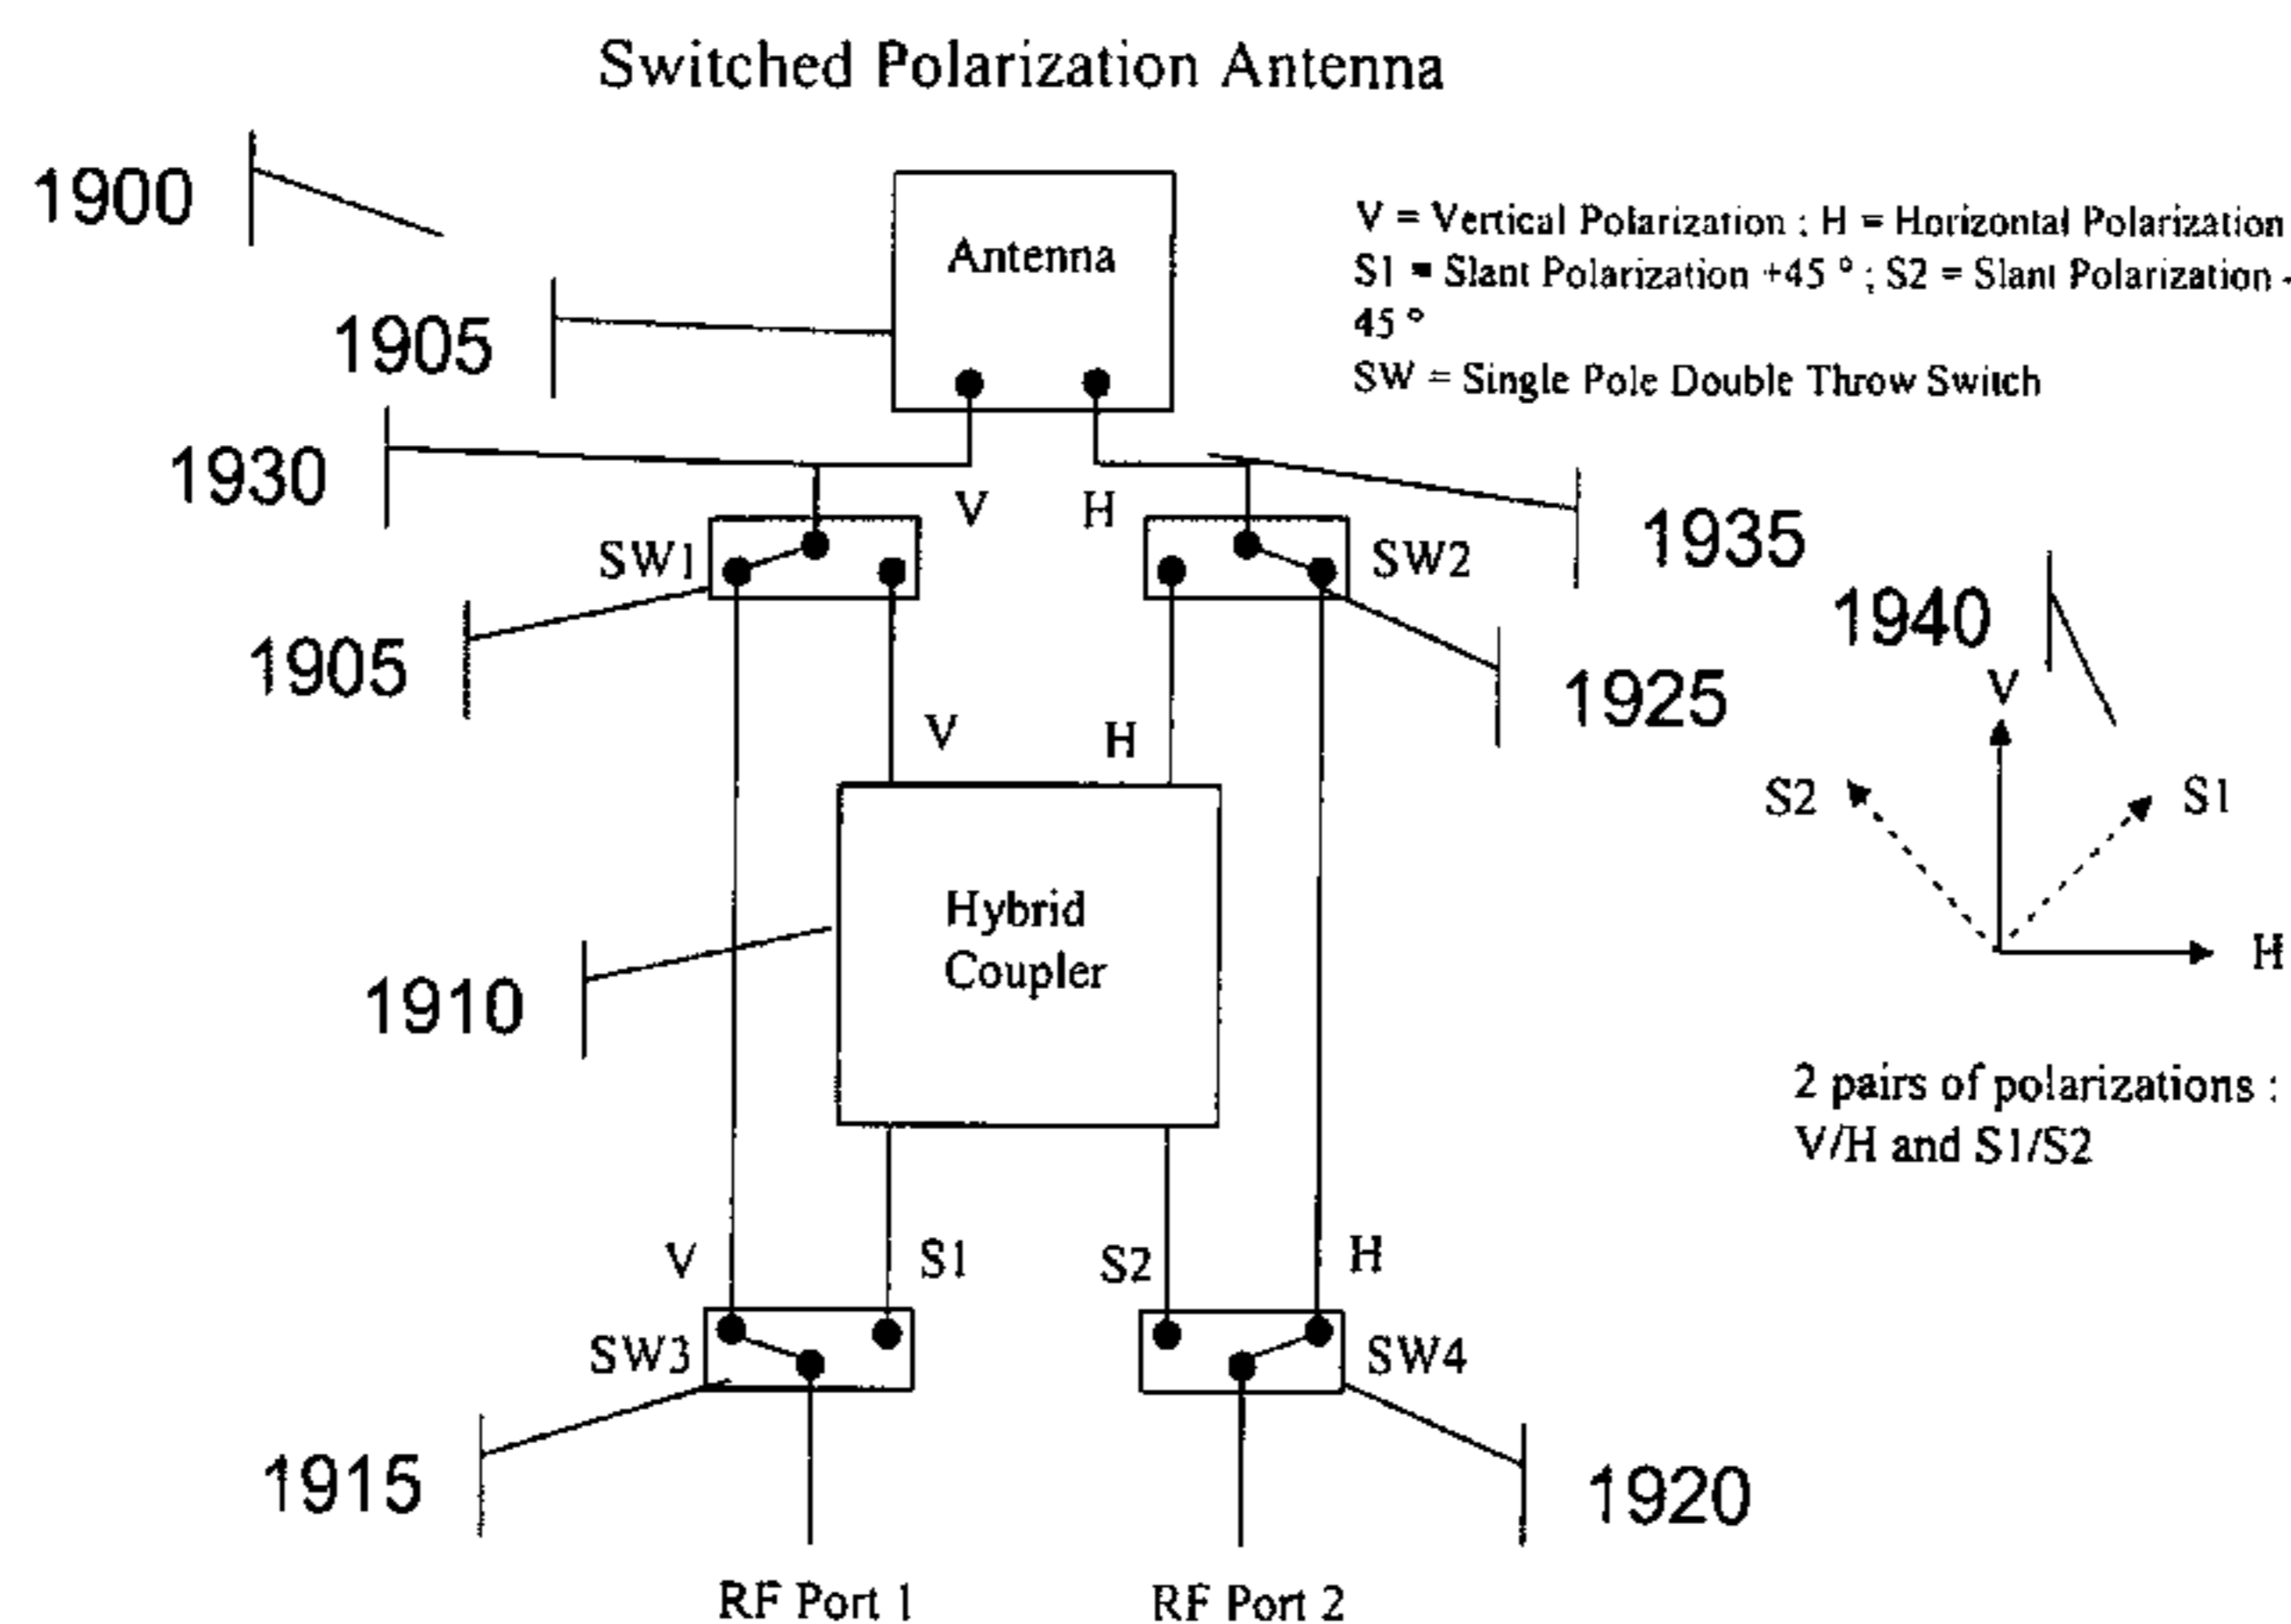 Switched Polarization Antenna
1900
Antenna
V = Vertical Polarization ; H = Horizontal Polarization
S1 = Slant Polarization +45 ° ; S2 = Slant Polarization -
45 °
SW = Single Pole Double Throw Switch
1905
1930
V
H
1935
SW1
SW2
1905
1925
1940
V
H
V
S2
S1
H
Hybrid
Coupler
1910
2 pairs of polarizations :
V/H and S1/S2
V
S1
S2
H
SW3
SW4
1915
1920
RF Port 1
RF Port 2